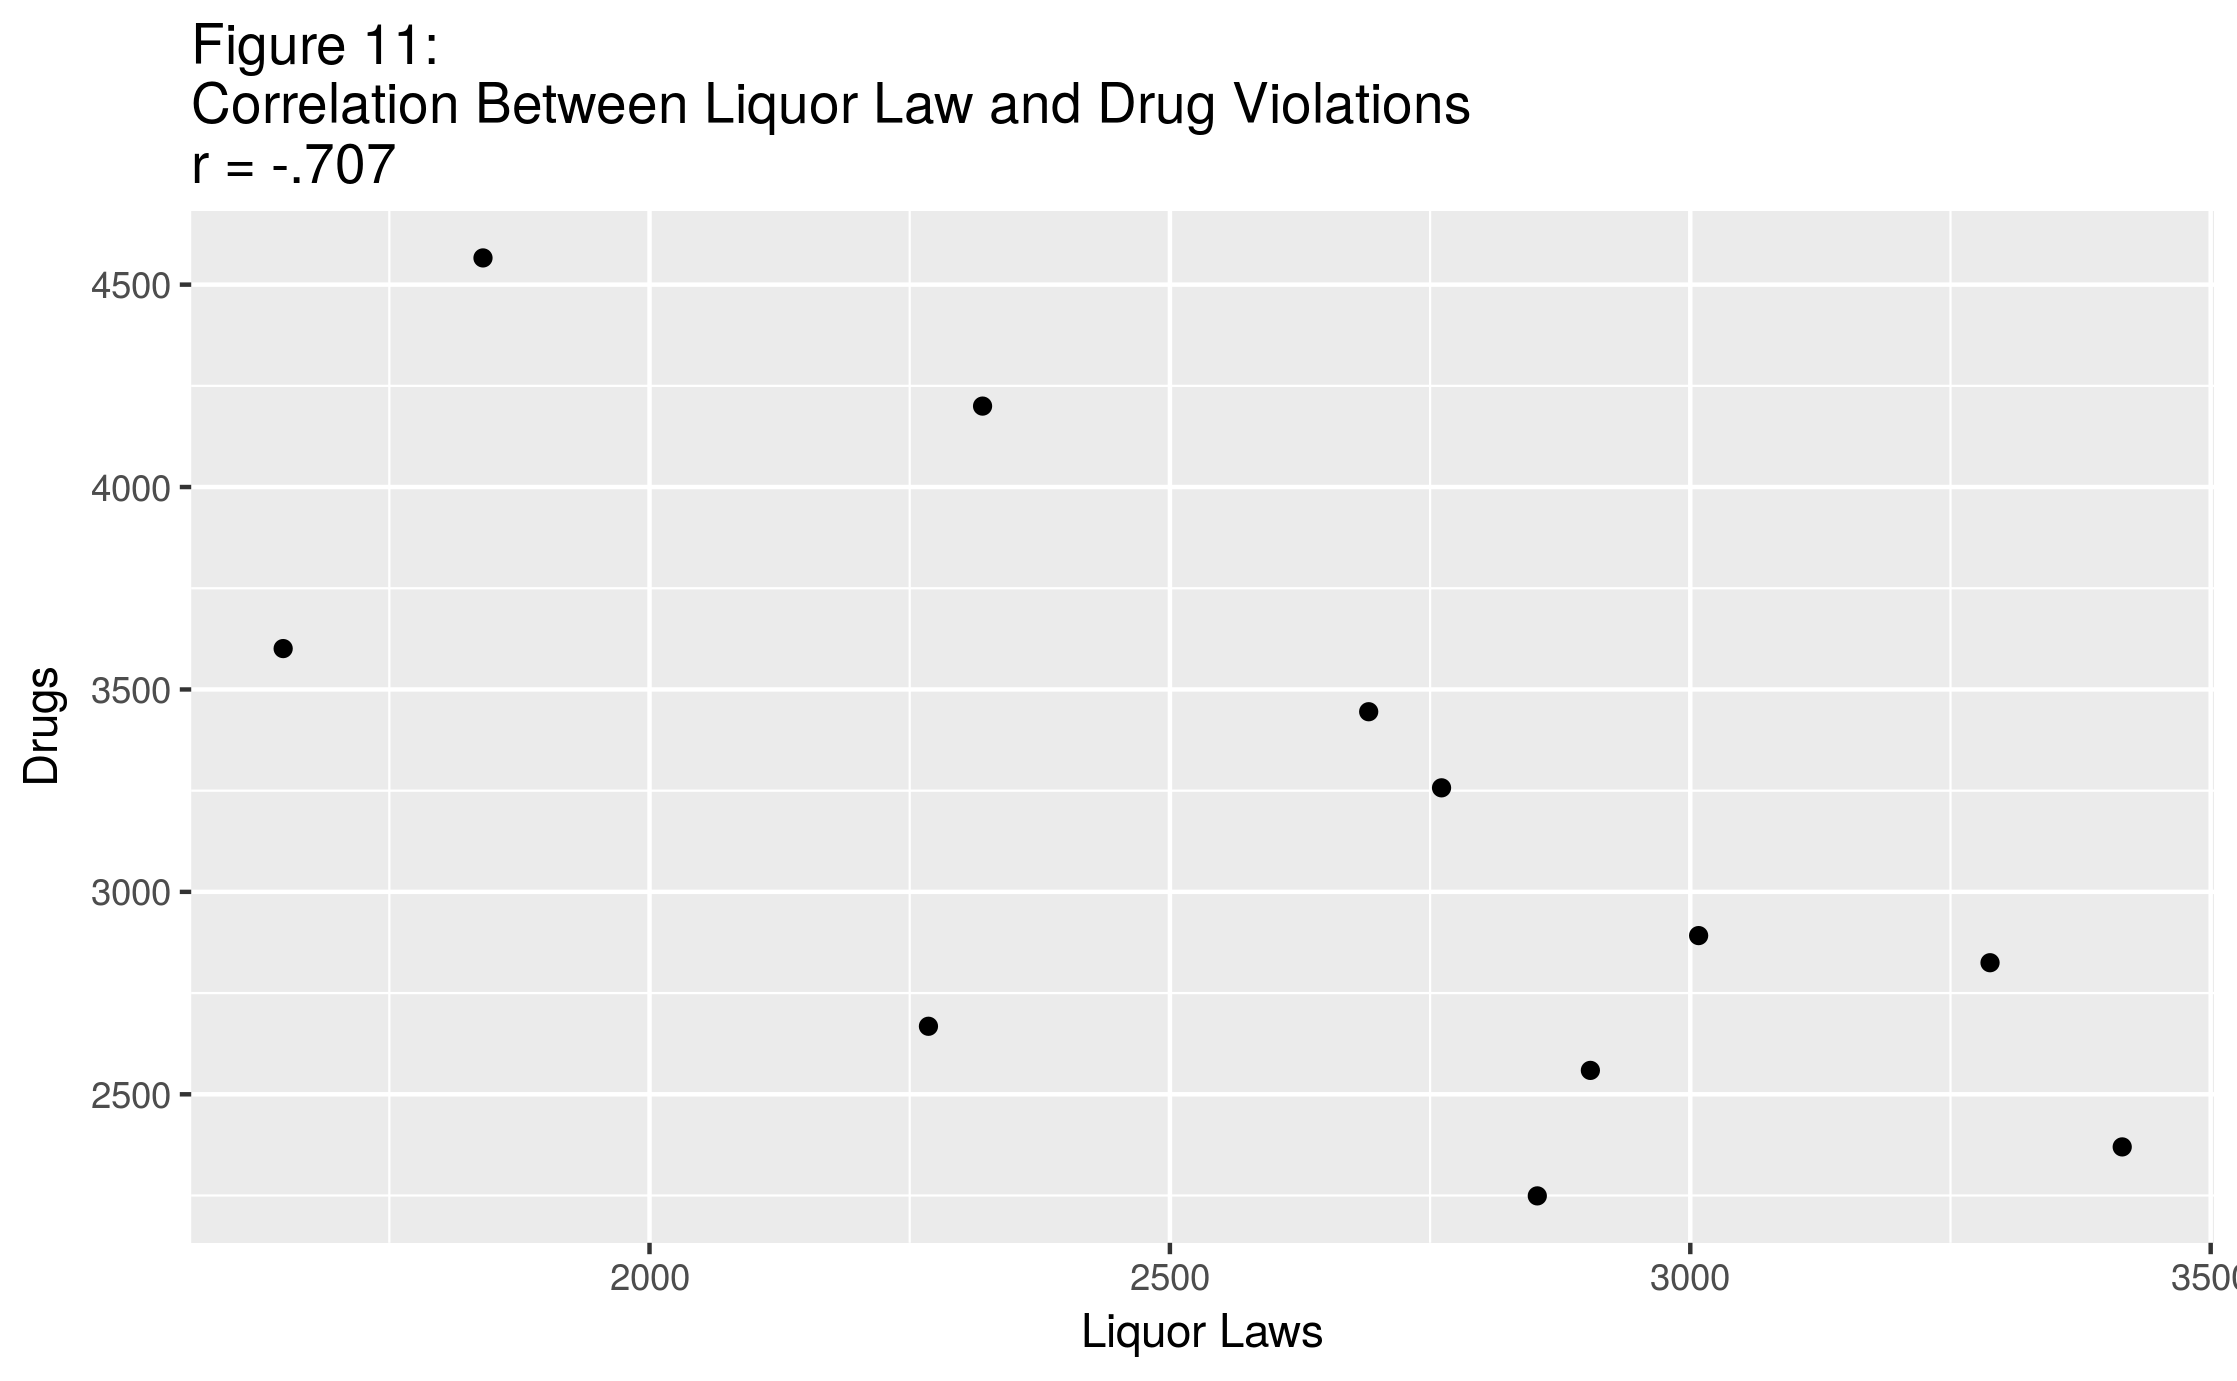 Figure 11:
Correlation Between Liquor Law and Drug Violations
r = -.707
4500
4000
3500
3000
2500
Drugs
2000
2500
3000
3500
Liquor Laws